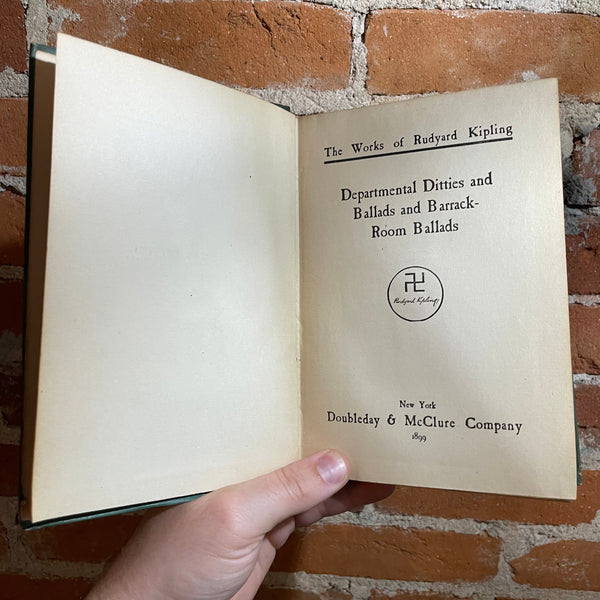 The Works of Rudyard Kipling
Departmental Ditties and
Ballads and Barrack-
Room Ballads
Rudyard Kipling
New York
Doubleday & McClure Company
1899